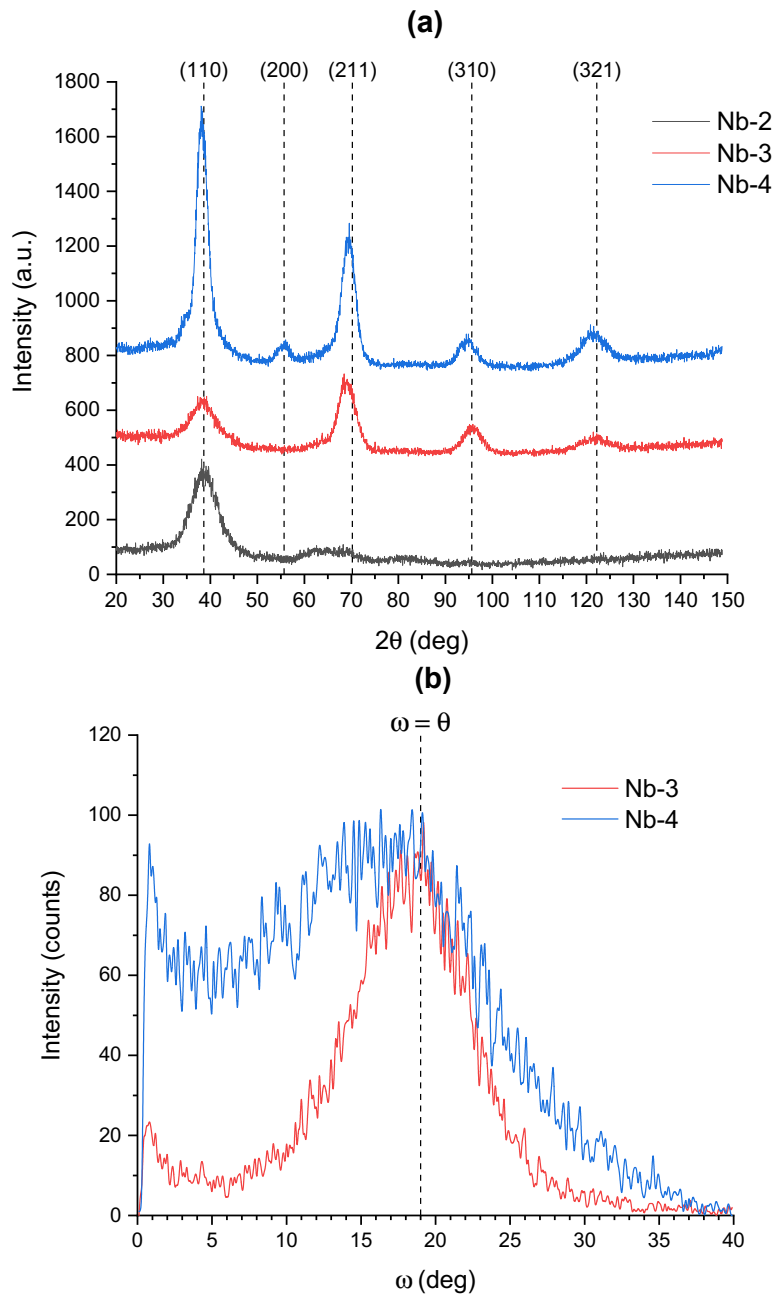 (a)
(110) (200) (211) (310) (321)
1800
1600
1400
1200
1000
800
600
400
200
0
Intensity (a.u.)
Nb-2
Nb-3
Nb-4
20 30 40 50 60 70 80 90 100 110 120 130 140 150
2θ (deg)
(b)
ω = θ
120
100
80
60
40
20
0
Intensity (counts)
Nb-3
Nb-4
0 5 10 15 20 25 30 35 40
ω (deg)